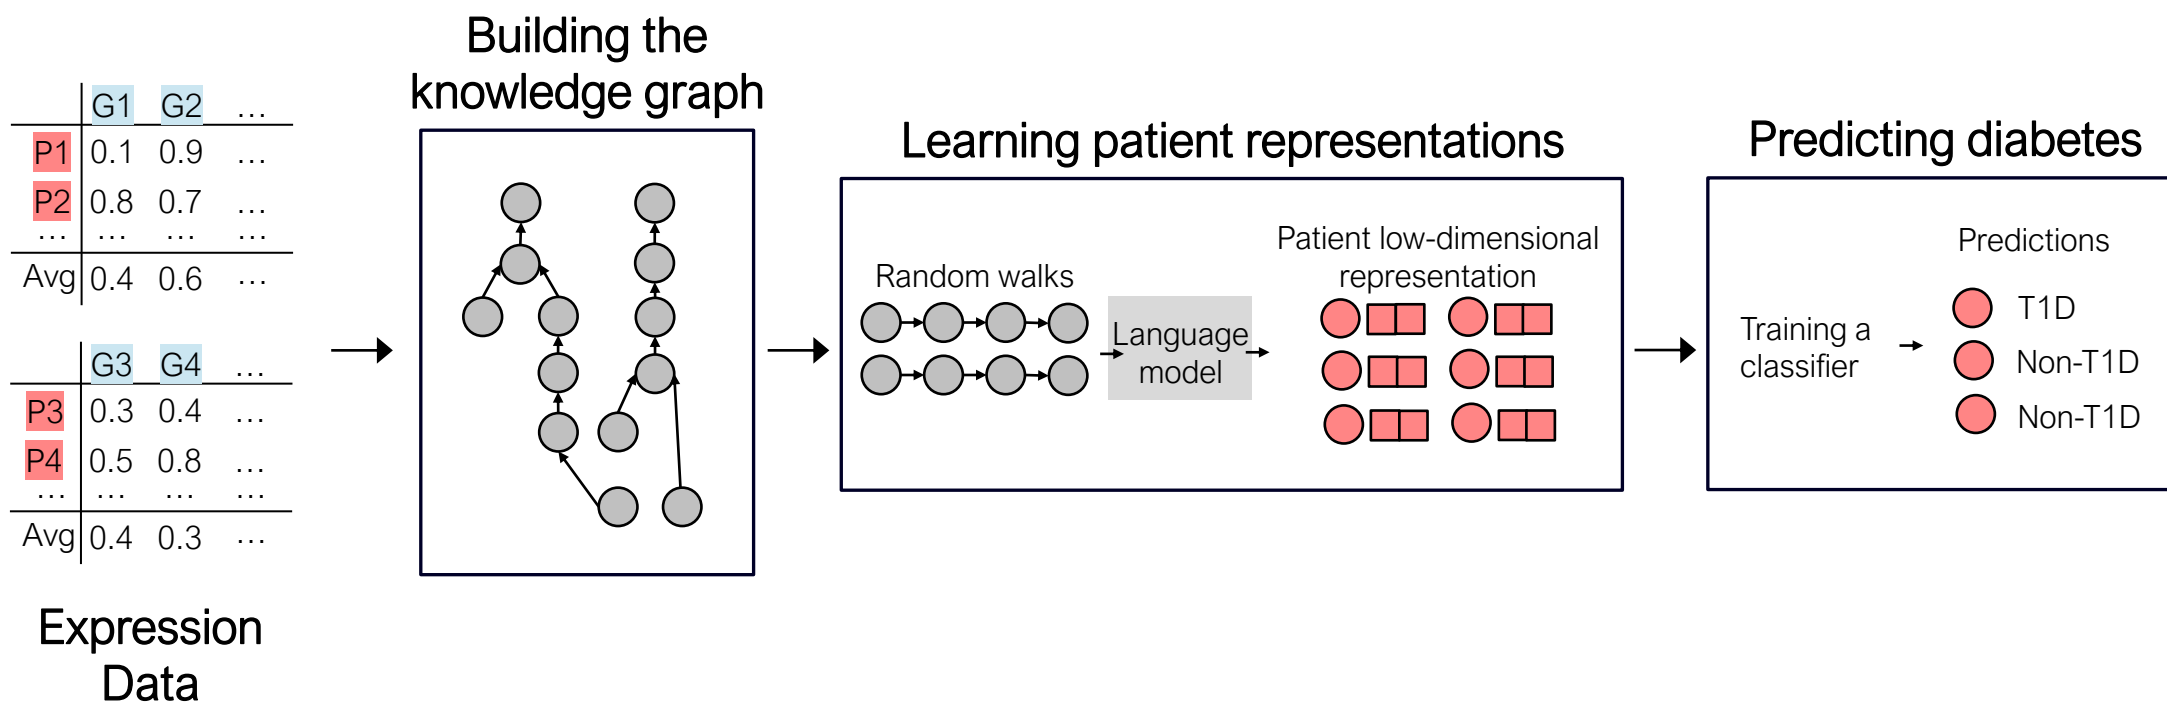 G1 G2 ...
P1 0.1 0.9 ...
P2 0.8 0.7 ...
... ... ... ...
Avg 0.4 0.6 ...
G3 G4 ...
P3 0.3 0.4 ...
P4 0.5 0.8 ...
... ... ... ...
Avg 0.4 0.3 ...
Expression
Data
Building the
knowledge graph
Learning patient representations
Random walks
Language
model
Patient low-dimensional
representation
Predicting diabetes
Training a
classifier
Predictions
T1D
Non-T1D
Non-T1D